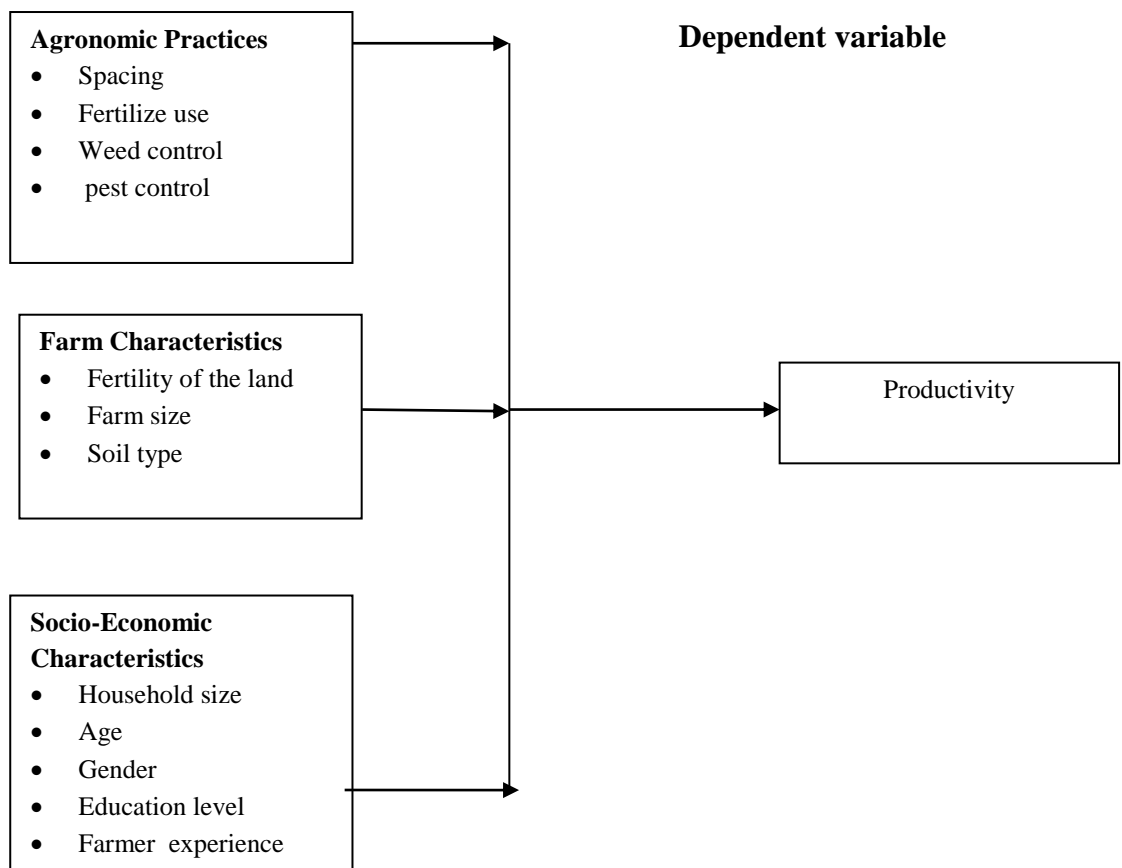 Agronomic Practices
• Spacing
• Fertilize use
• Weed control
• pest control
Dependent variable
Farm Characteristics
• Fertility of the land
• Farm size
• Soil type
Productivity
Socio-Economic
Characteristics
• Household size
• Age
• Gender
• Education level
• Farmer experience